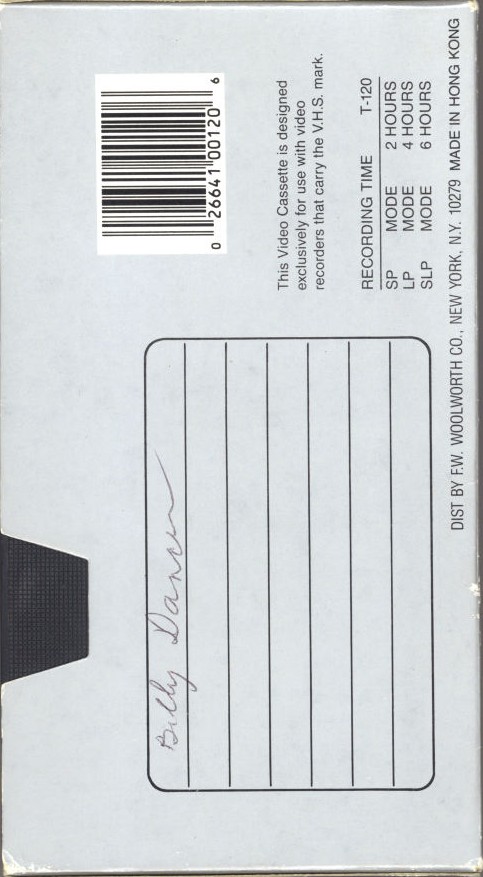 0 26641 00120 6
This Video Cassette is designed
exclusively for use with video
recorders that carry the V.H.S. mark.
RECORDING TIME T-120
SP MODE 2 HOURS
LP MODE 4 HOURS
SLP MODE 6 HOURS
DIST BY F.W. WOOLWORTH CO., NEW YORK, N.Y. 10279 MADE IN HONG KONG
Billy